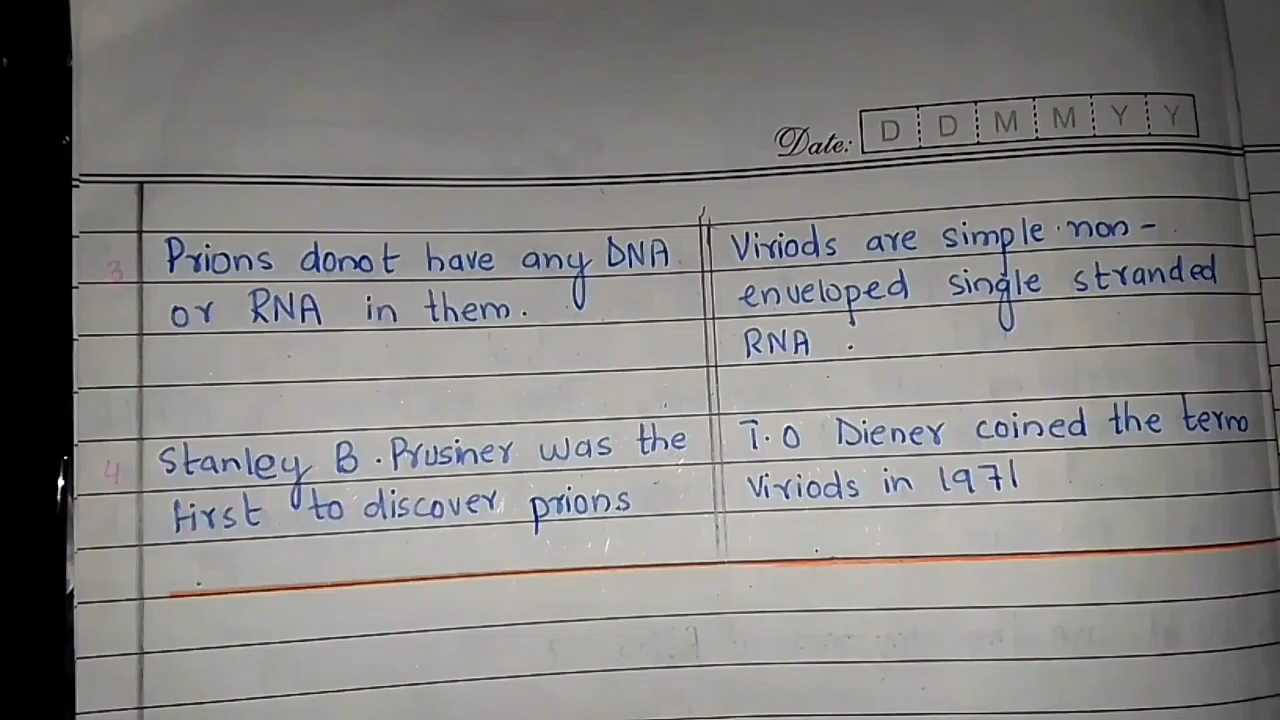 Date: D D M M Y Y
3 Prions donot have any DNA
or RNA in them.
Viriods are simple non-
enveloped single stranded
RNA.
4 Stanley B. Prusiner was the
first to discover prions
T.O Diener coined the term
Viriods in 1971